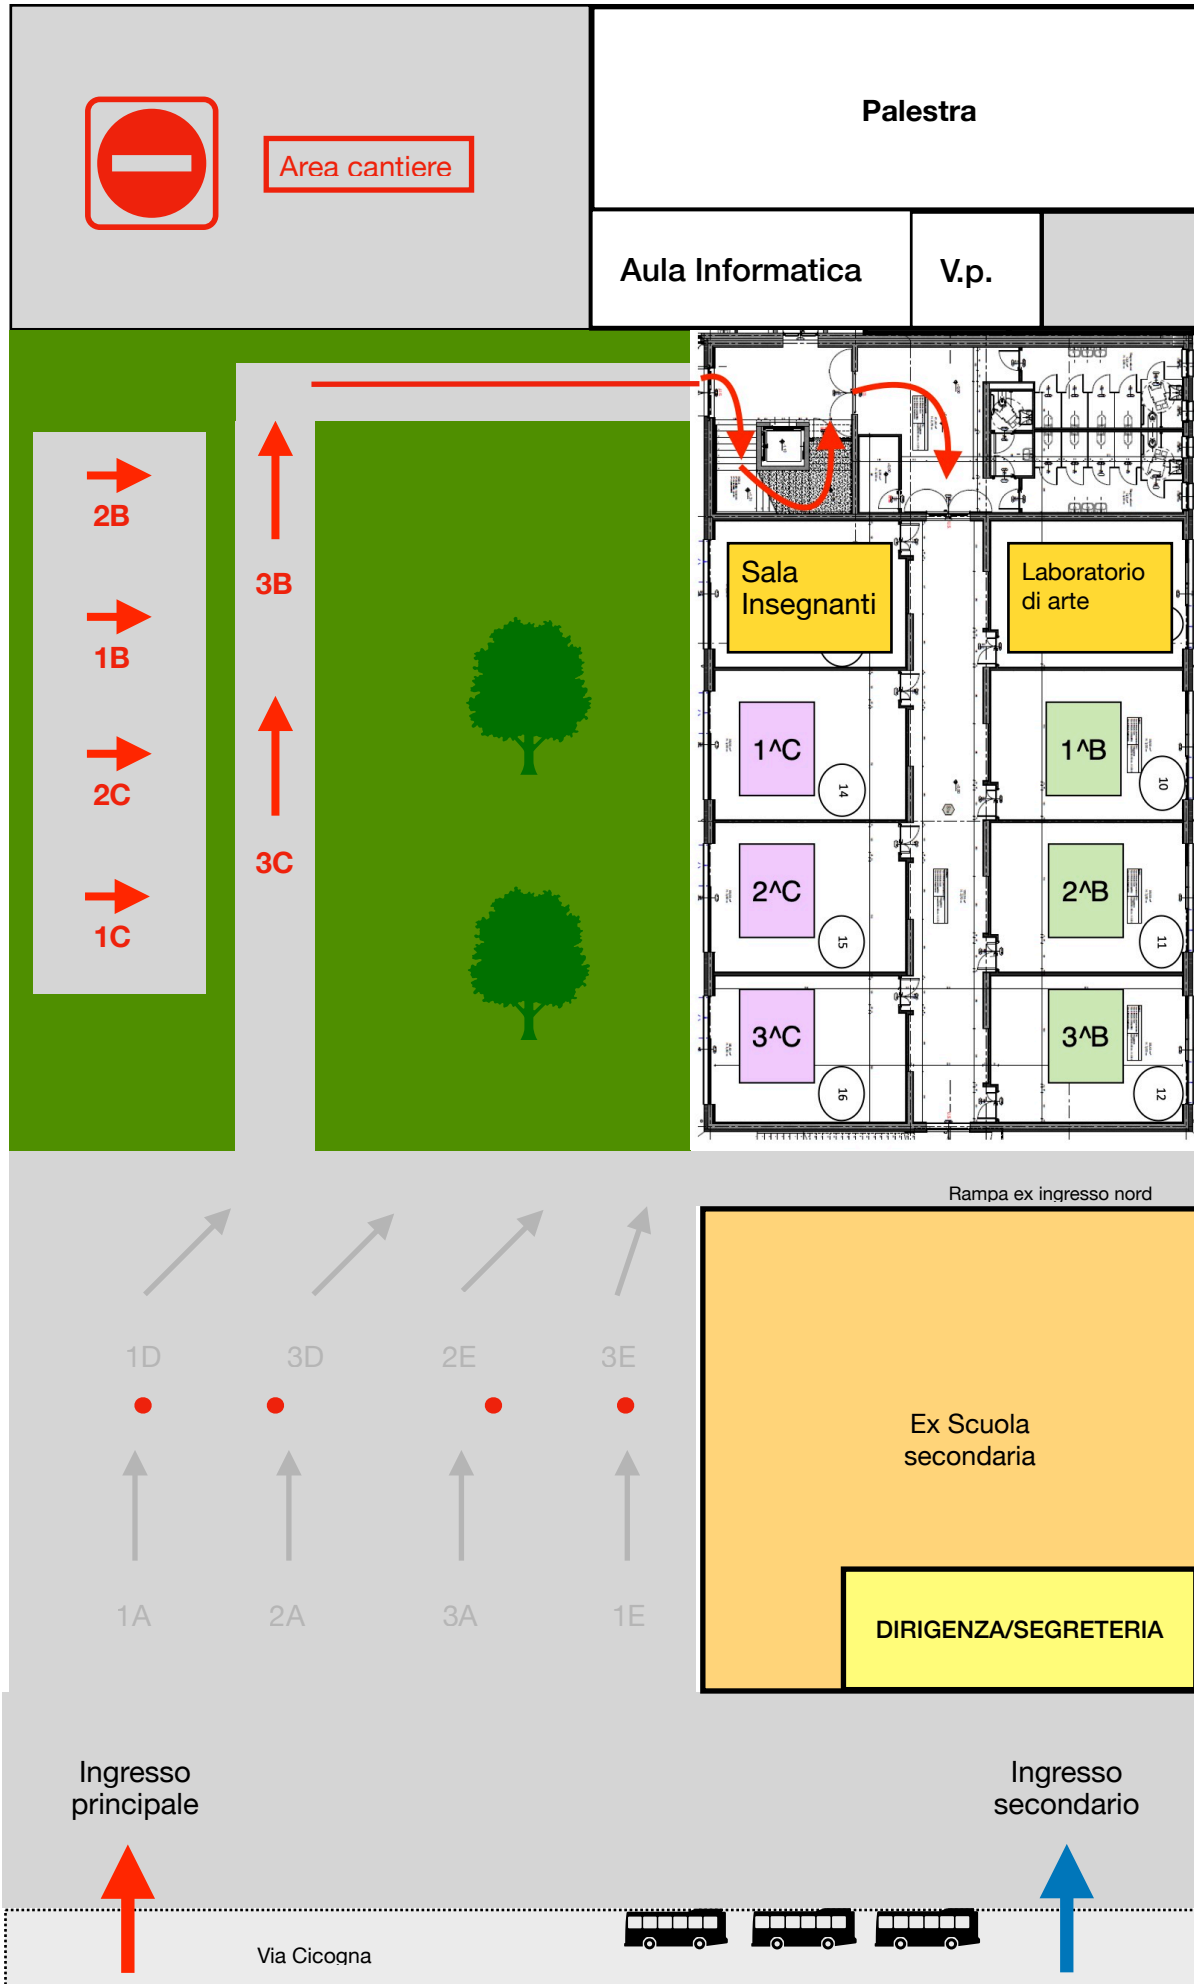 Palestra
Area cantiere
Aula Informatica
V.p.
2B
3B
Sala
Insegnanti
Laboratorio
di arte
1B
1^C
1^B
14
10
2C
3C
2^C
2^B
15
11
1C
3^C
3^B
16
12
Rampa ex ingresso nord
1D
3D
2E
3E
Ex Scuola
secondaria
1A
2A
3A
1E
DIRIGENZA/SEGRETERIA
Ingresso
principale
Ingresso
secondario
Via Cicogna